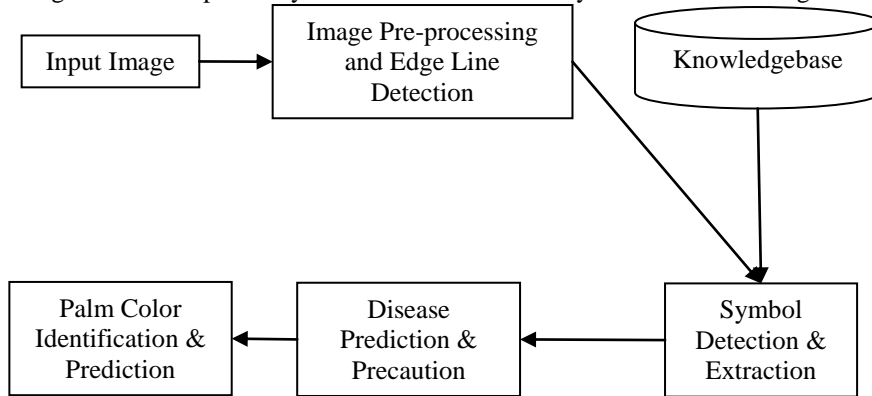 Input Image
Image Pre-processing
and Edge Line
Detection
Knowledgebase
Palm Color
Identification &
Prediction
Disease
Prediction &
Precaution
Symbol
Detection &
Extraction